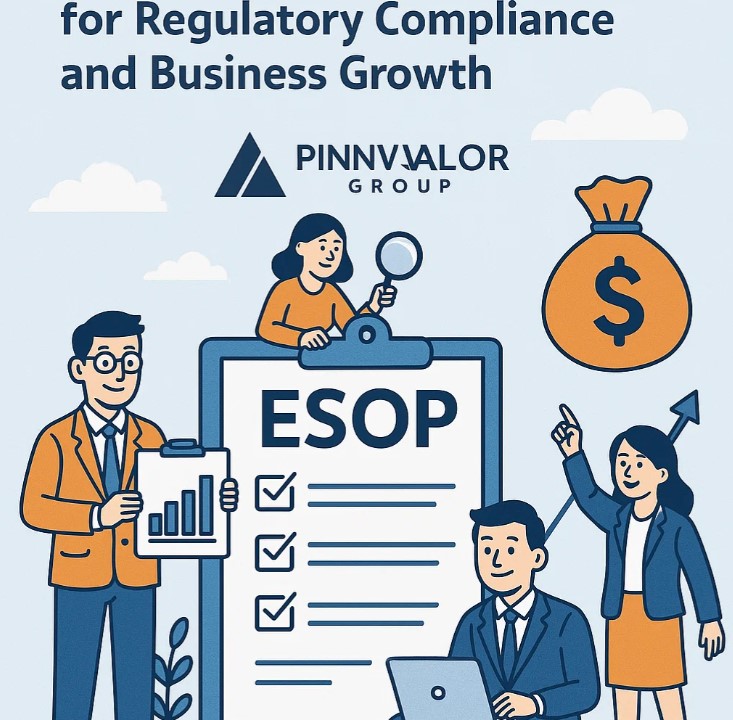 for Regulatory Compliance
and Business Growth
PINNVALOR
GROUP
$
ESOP